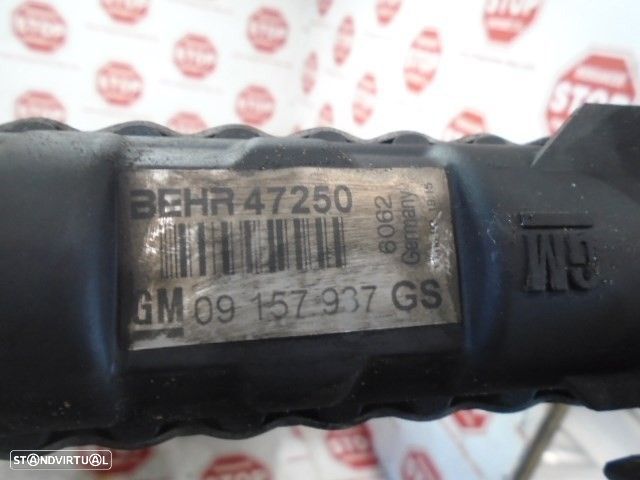 BEHR 47250
6062
Germany
GM 09 157 937 GS
GM
STOP
STANDVIRTUAL